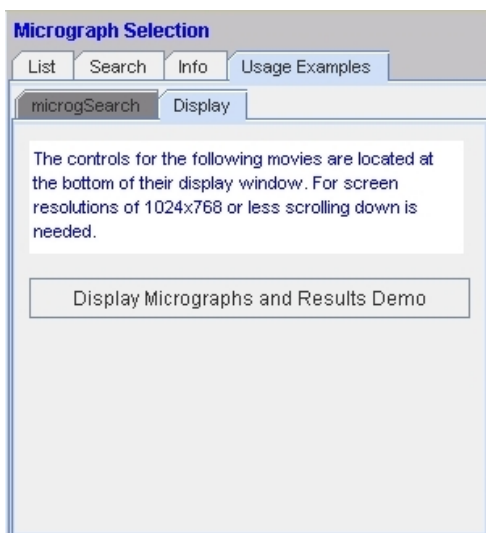 Micrograph Selection
List Search Info Usage Examples
microgSearch Display
The controls for the following movies are located at
the bottom of their display window. For screen
resolutions of 1024x768 or less scrolling down is
needed.
Display Micrographs and Results Demo